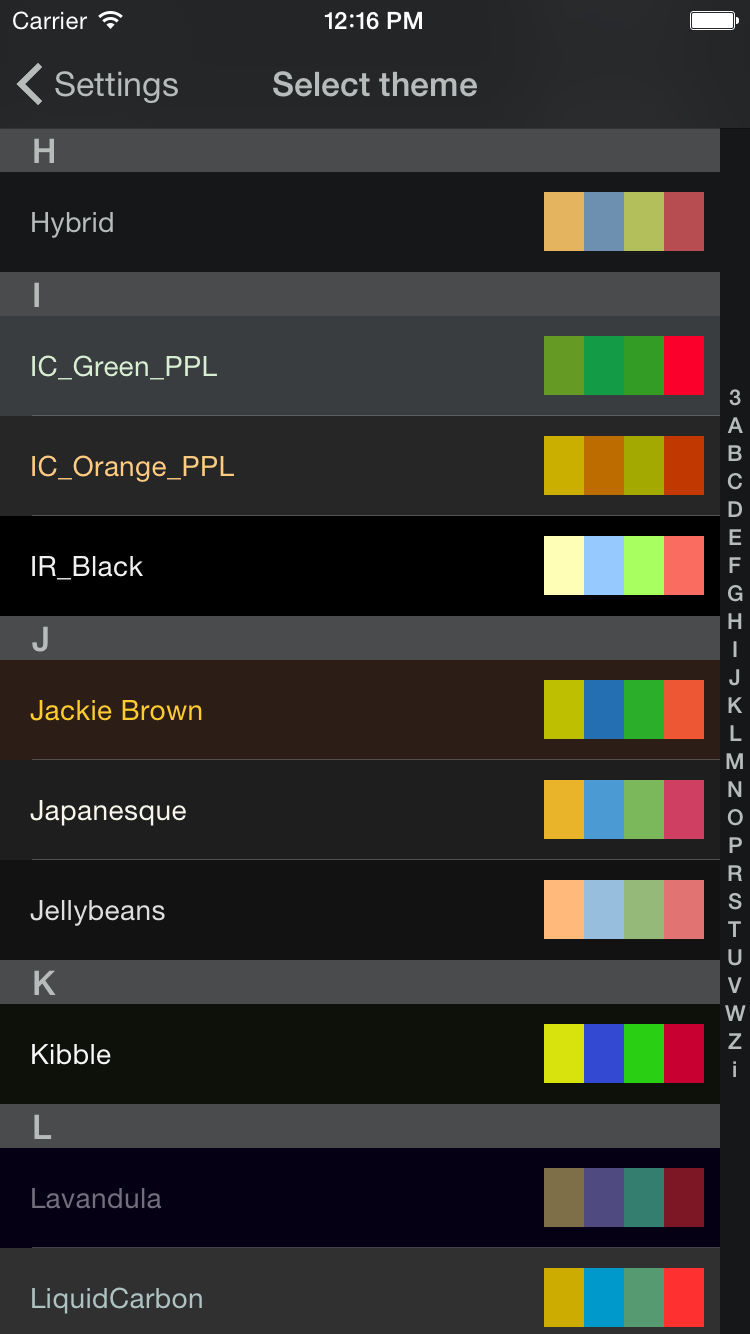 Carrier 12:16 PM
Settings Select theme
H
Hybrid
I
IC_Green_PPL
IC_Orange_PPL
IR_Black
J
Jackie Brown
Japanesque
Jellybeans
K
Kibble
L
Lavandula
LiquidCarbon
3
A
B
C
D
E
F
G
H
I
J
K
L
M
N
O
P
R
S
T
U
V
W
Z
i